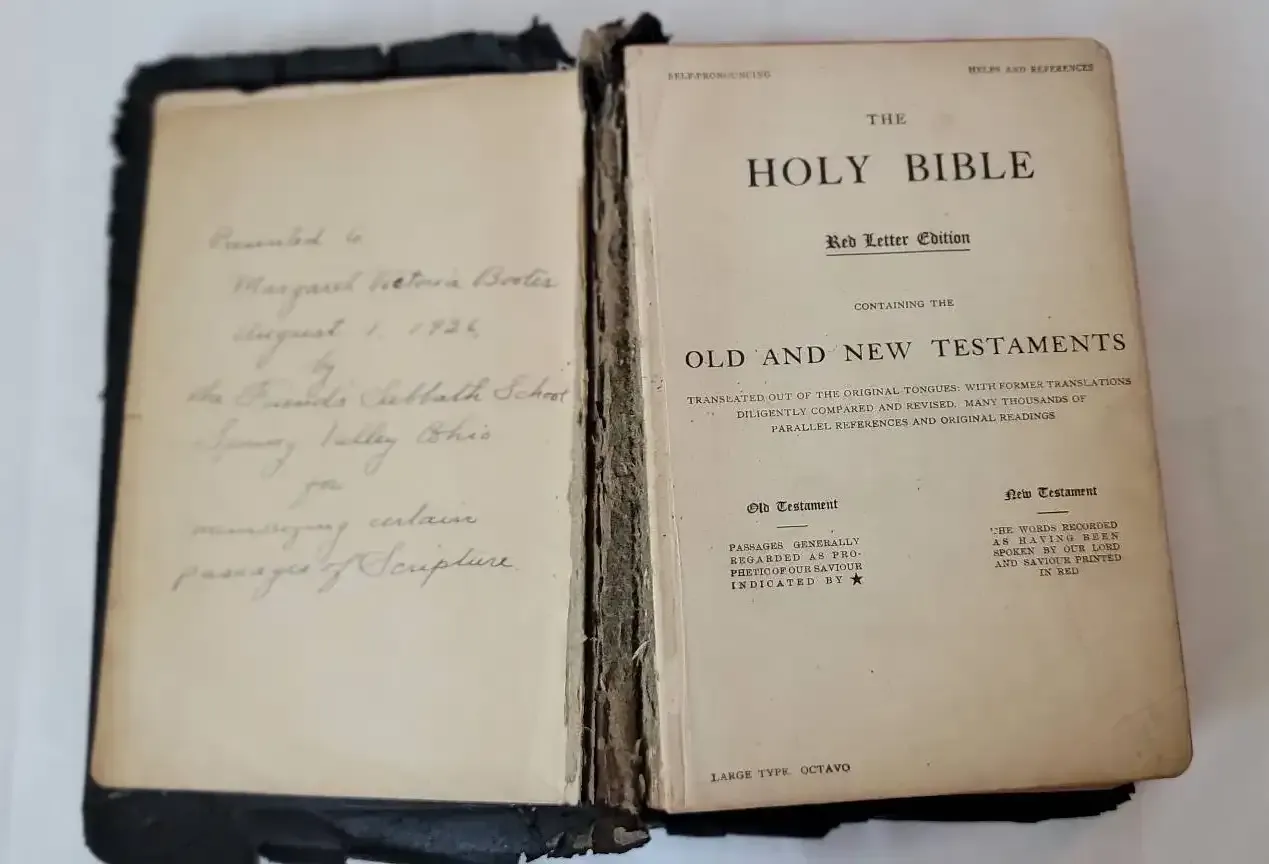 Presented to
Margaret Victoria Bootes
August 1, 1926
by
the Friends Sabbath School
Spring Valley Ohio
for
memorizing certain
passages of Scripture.
SELF-PRONOUNCING
HELPS AND REFERENCES
THE
HOLY BIBLE
Red Letter Edition
CONTAINING THE
OLD AND NEW TESTAMENTS
TRANSLATED OUT OF THE ORIGINAL TONGUES: WITH FORMER TRANSLATIONS
DILIGENTLY COMPARED AND REVISED. MANY THOUSANDS OF
PARALLEL REFERENCES AND ORIGINAL READINGS
Old Testament
PASSAGES GENERALLY
REGARDED AS PRO-
PHETIC OF OUR SAVIOUR
INDICATED BY ★
New Testament
THE WORDS RECORDED
AS HAVING BEEN
SPOKEN BY OUR LORD
AND SAVIOUR PRINTED
IN RED
LARGE TYPE. OCTAVO